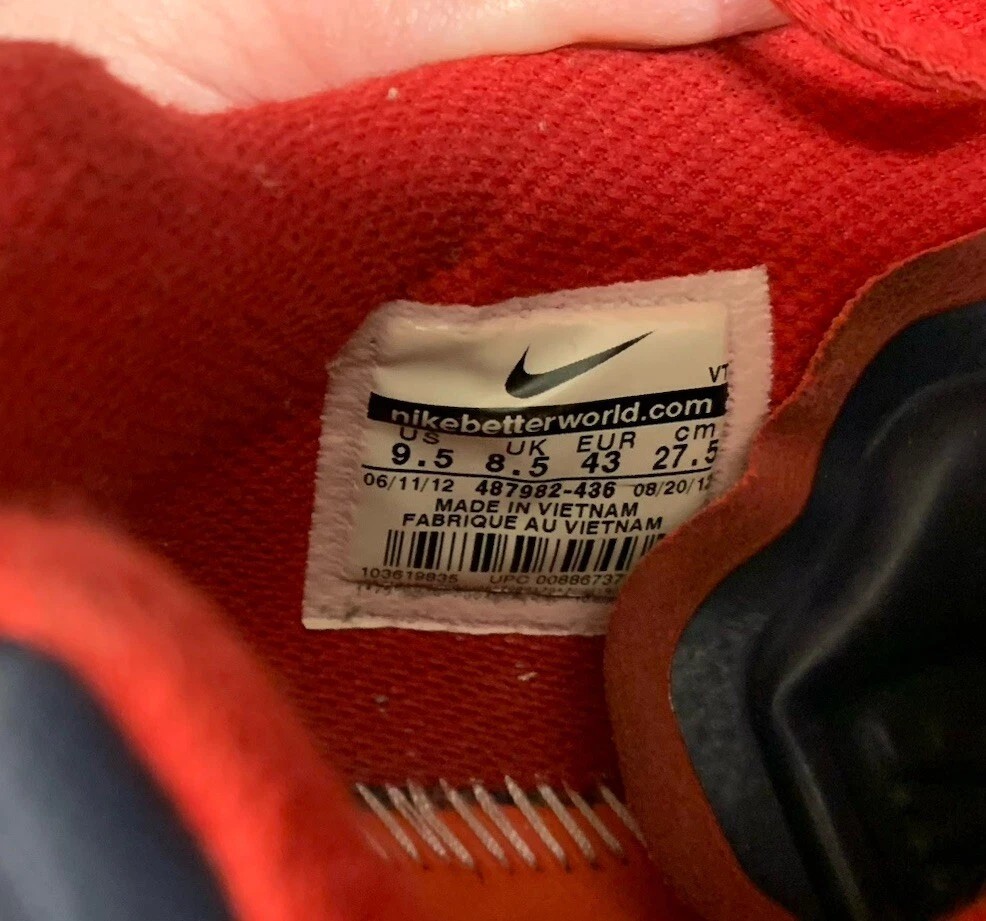 VT
nikebetterworld.com
US UK EUR cm
9.5 8.5 43 27.5
06/11/12 487982-436 08/20/12
MADE IN VIETNAM
FABRIQUE AU VIETNAM
103619835 UPC 00886737